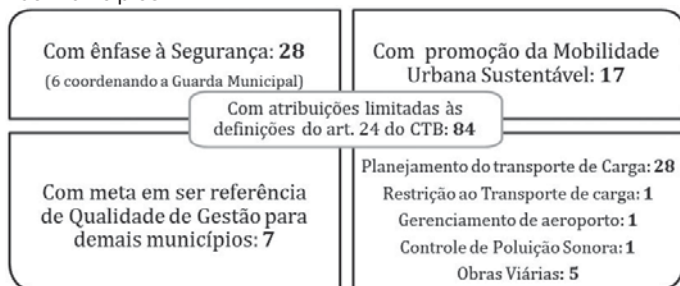 Com ênfase à Segurança: 28
(6 coordenando a Guarda Municipal)
Com promoção da Mobilidade
Urbana Sustentável: 17
Com atribuições limitadas às
definições do art. 24 do CTB: 84
Com meta em ser referência
de Qualidade de Gestão para
demais municípios: 7
Planejamento do transporte de Carga: 28
Restrição ao Transporte de carga: 1
Gerenciamento de aeroporto: 1
Controle de Poluição Sonora: 1
Obras Viárias: 5